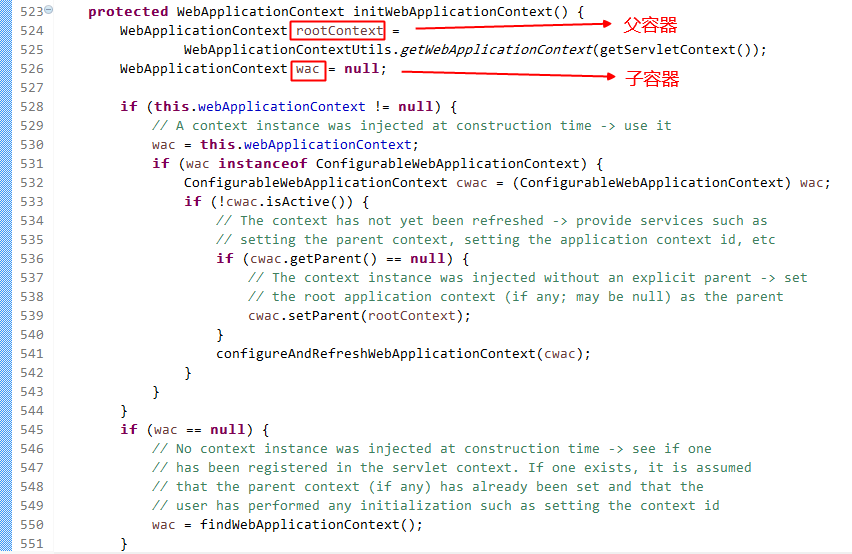 523 protected WebApplicationContext initWebApplicationContext() {
524 WebApplicationContext rootContext = 父容器
525 WebApplicationContextUtils.getWebApplicationContext(getServletContext());
526 WebApplicationContext wac = null; 子容器
527
528 if (this.webApplicationContext != null) {
529 // A context instance was injected at construction time -> use it
530 wac = this.webApplicationContext;
531 if (wac instanceof ConfigurableWebApplicationContext) {
532 ConfigurableWebApplicationContext cwac = (ConfigurableWebApplicationContext) wac;
533 if (!cwac.isActive()) {
534 // The context has not yet been refreshed -> provide services such as
535 // setting the parent context, setting the application context id, etc
536 if (cwac.getParent() == null) {
537 // The context instance was injected without an explicit parent -> set
538 // the root application context (if any; may be null) as the parent
539 cwac.setParent(rootContext);
540 }
541 configureAndRefreshWebApplicationContext(cwac);
542 }
543 }
544 }
545 if (wac == null) {
546 // No context instance was injected at construction time -> see if one
547 // has been registered in the servlet context. If one exists, it is assumed
548 // that the parent context (if any) has already been set and that the
549 // user has performed any initialization such as setting the context id
550 wac = findWebApplicationContext();
551 }